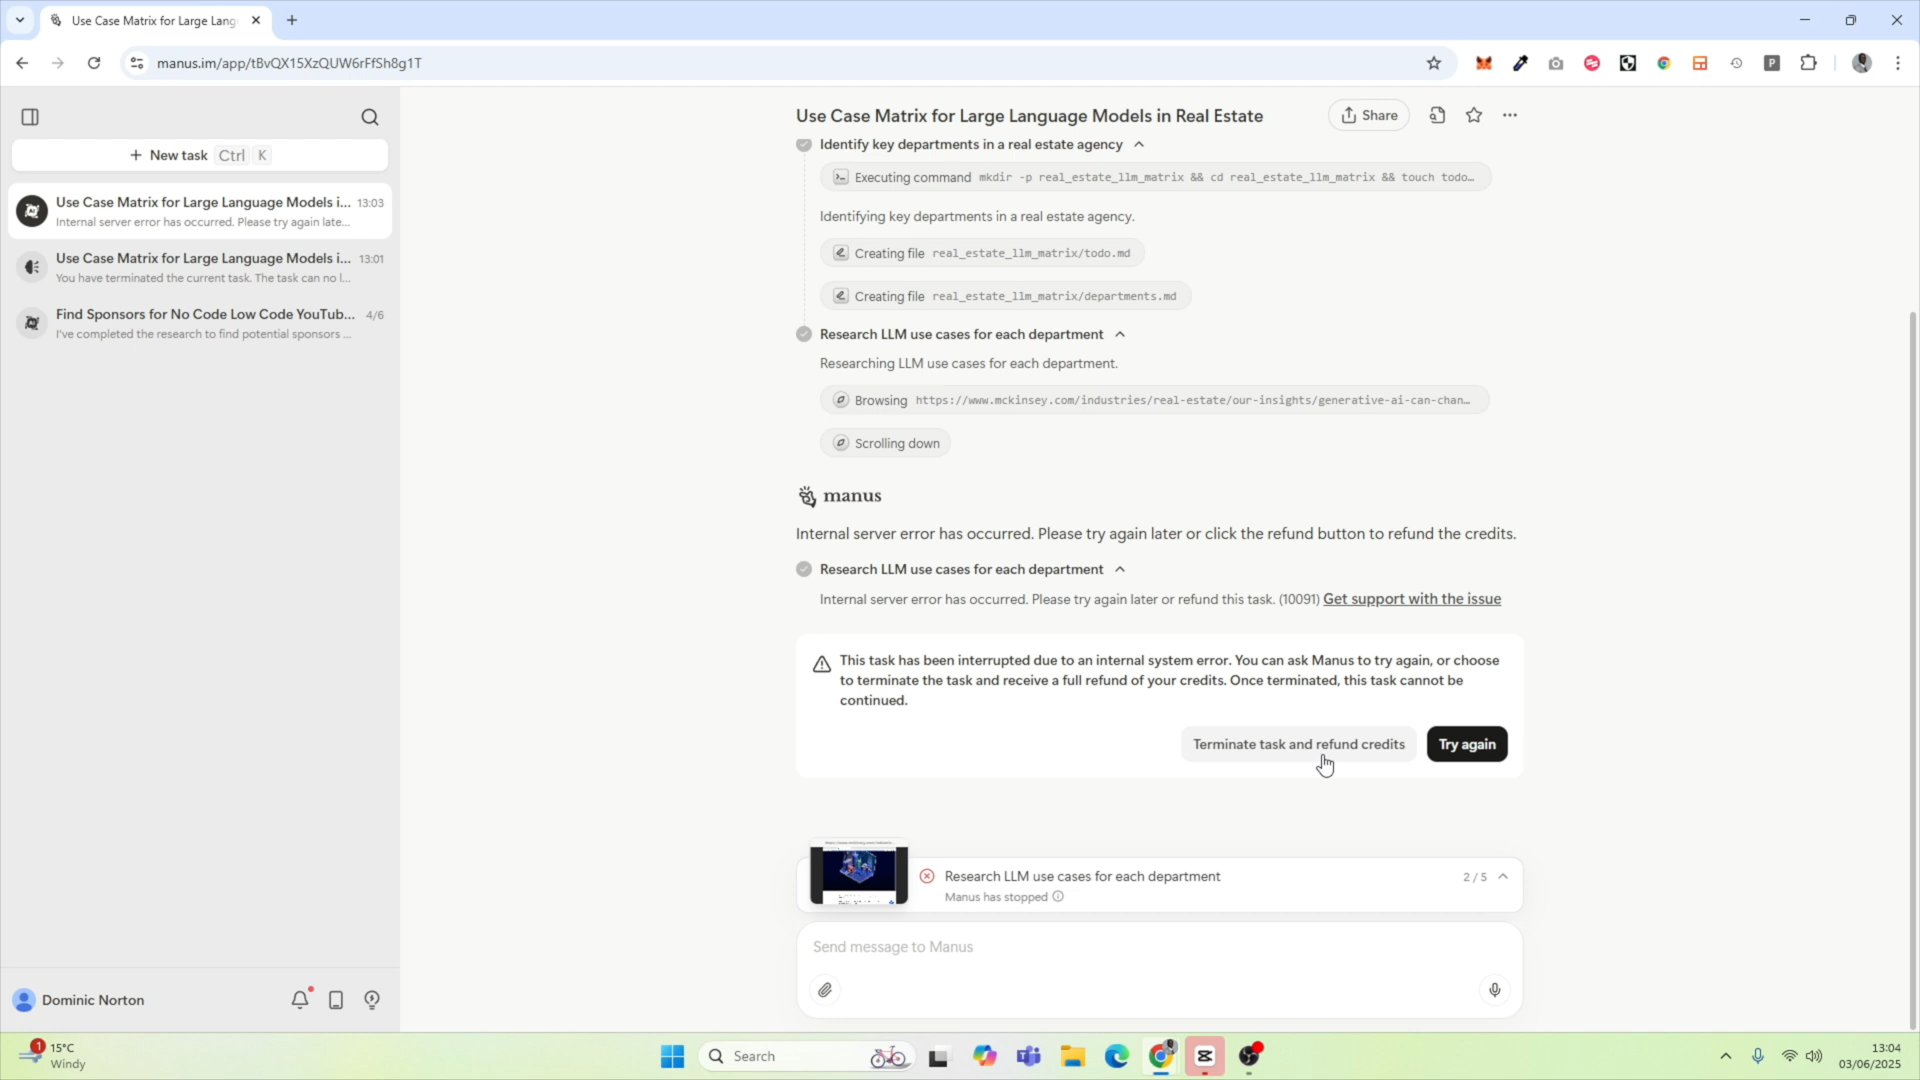 Use Case Matrix for Large Lang
manus.im/app/tBvQX15XzQUW6rFfSh8g1T
New task Ctrl K
Use Case Matrix for Large Language Models i... 13:03
Internal server error has occurred. Please try again late...
Use Case Matrix for Large Language Models i... 13:01
You have terminated the current task. The task can no l...
Find Sponsors for No Code Low Code YouTub... 4/6
I've completed the research to find potential sponsors ...
Dominic Norton
Use Case Matrix for Large Language Models in Real Estate
Share
Identify key departments in a real estate agency
Executing command mkdir -p real_estate_llm_matrix && cd real_estate_llm_matrix && touch todo…
Identifying key departments in a real estate agency.
Creating file real_estate_llm_matrix/todo.md
Creating file real_estate_llm_matrix/departments.md
Research LLM use cases for each department
Researching LLM use cases for each department.
Browsing https://www.mckinsey.com/industries/real-estate/our-insights/generative-ai-can-chan…
Scrolling down
manus
Internal server error has occurred. Please try again later or click the refund button to refund the credits.
Research LLM use cases for each department
Internal server error has occurred. Please try again later or refund this task. (10091) Get support with the issue
This task has been interrupted due to an internal system error. You can ask Manus to try again, or choose
to terminate the task and receive a full refund of your credits. Once terminated, this task cannot be
continued.
Terminate task and refund credits
Try again
Research LLM use cases for each department 2 / 5
Manus has stopped
Send message to Manus
1
15°C
Windy
Search
13:04
03/06/2025